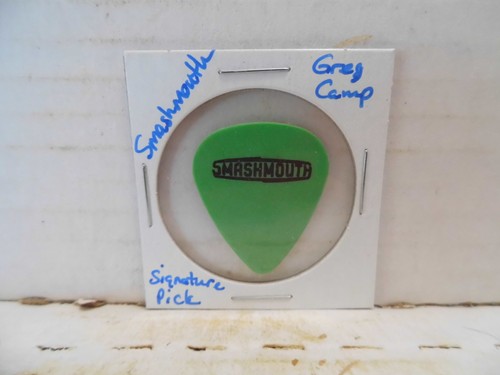 Smashmouth
Greg
Camp
SMASHMOUTH
Signature
Pick